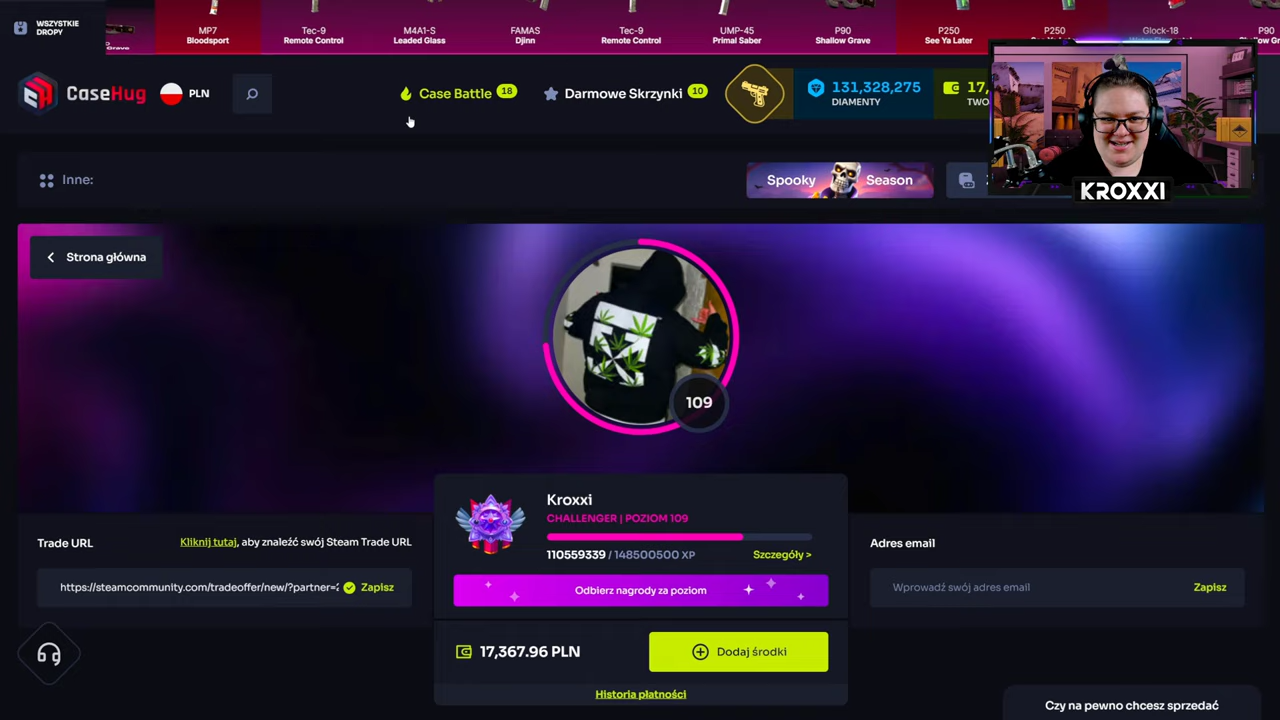 WSZYSTKIE
DROPY
Grave
MP7
Bloodsport
Tec-9
Remote Control
M4A1-S
Leaded Glass
FAMAS
Djinn
Tec-9
Remote Control
UMP-45
Primal Saber
P90
Shallow Grave
P250
See Ya Later
P250
Glock-18
P90
CaseHug
PLN
Case Battle 18
Darmowe Skrzynki 10
131,328,275
DIAMENTY
17,
TWO
KROXXI
Inne:
Spooky Season
Strona główna
109
Kroxxi
CHALLENGER | POZIOM 109
110559339 / 148500500 XP
Szczegóły >
Odbierz nagrody za poziom
17,367.96 PLN
Dodaj środki
Historia płatności
Trade URL
Kliknij tutaj, aby znaleźć swój Steam Trade URL
https://steamcommunity.com/tradeoffer/new/?partner=
Zapisz
Adres email
Wprowadź swój adres email
Zapisz
Czy na pewno chcesz sprzedać